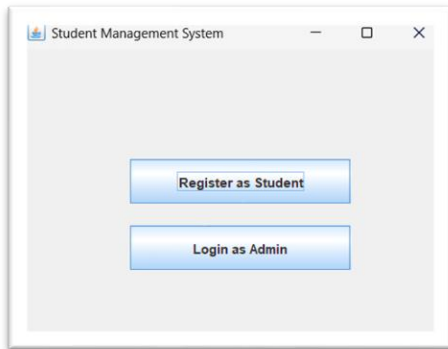 Student Management System
Register as Student
Login as Admin